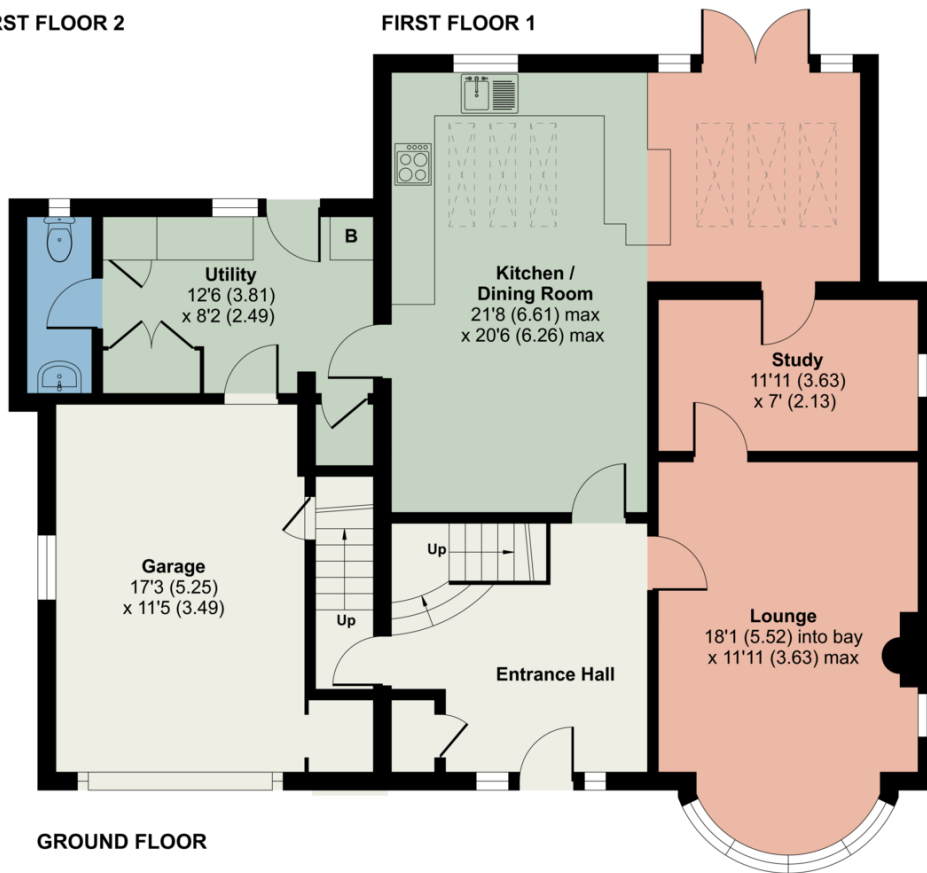 RST FLOOR 2
FIRST FLOOR 1
B
Utility
12'6 (3.81)
x 8'2 (2.49)
Kitchen /
Dining Room
21'8 (6.61) max
x 20'6 (6.26) max
Study
11'11 (3.63)
x 7' (2.13)
Garage
17'3 (5.25)
x 11'5 (3.49)
Up
Up
Entrance Hall
Lounge
18'1 (5.52) into bay
x 11'11 (3.63) max
GROUND FLOOR